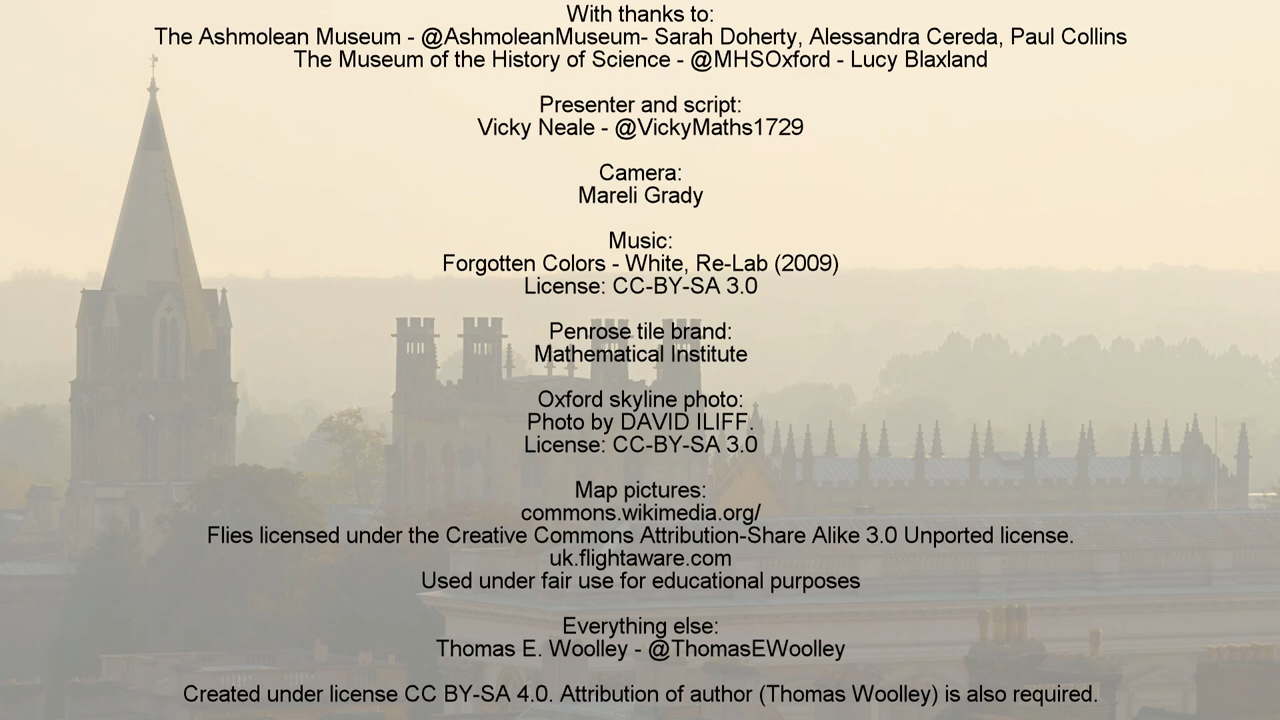 With thanks to:
The Ashmolean Museum - @AshmoleanMuseum- Sarah Doherty, Alessandra Cereda, Paul Collins
The Museum of the History of Science - @MHSOxford - Lucy Blaxland
Presenter and script:
Vicky Neale - @VickyMaths1729
Camera:
Mareli Grady
Music:
Forgotten Colors - White, Re-Lab (2009)
License: CC-BY-SA 3.0
Penrose tile brand:
Mathematical Institute
Oxford skyline photo:
Photo by DAVID ILIFF.
License: CC-BY-SA 3.0
Map pictures:
commons.wikimedia.org/
Flies licensed under the Creative Commons Attribution-Share Alike 3.0 Unported license.
uk.flightaware.com
Used under fair use for educational purposes
Everything else:
Thomas E. Woolley - @ThomasEWoolley
Created under license CC BY-SA 4.0. Attribution of author (Thomas Woolley) is also required.